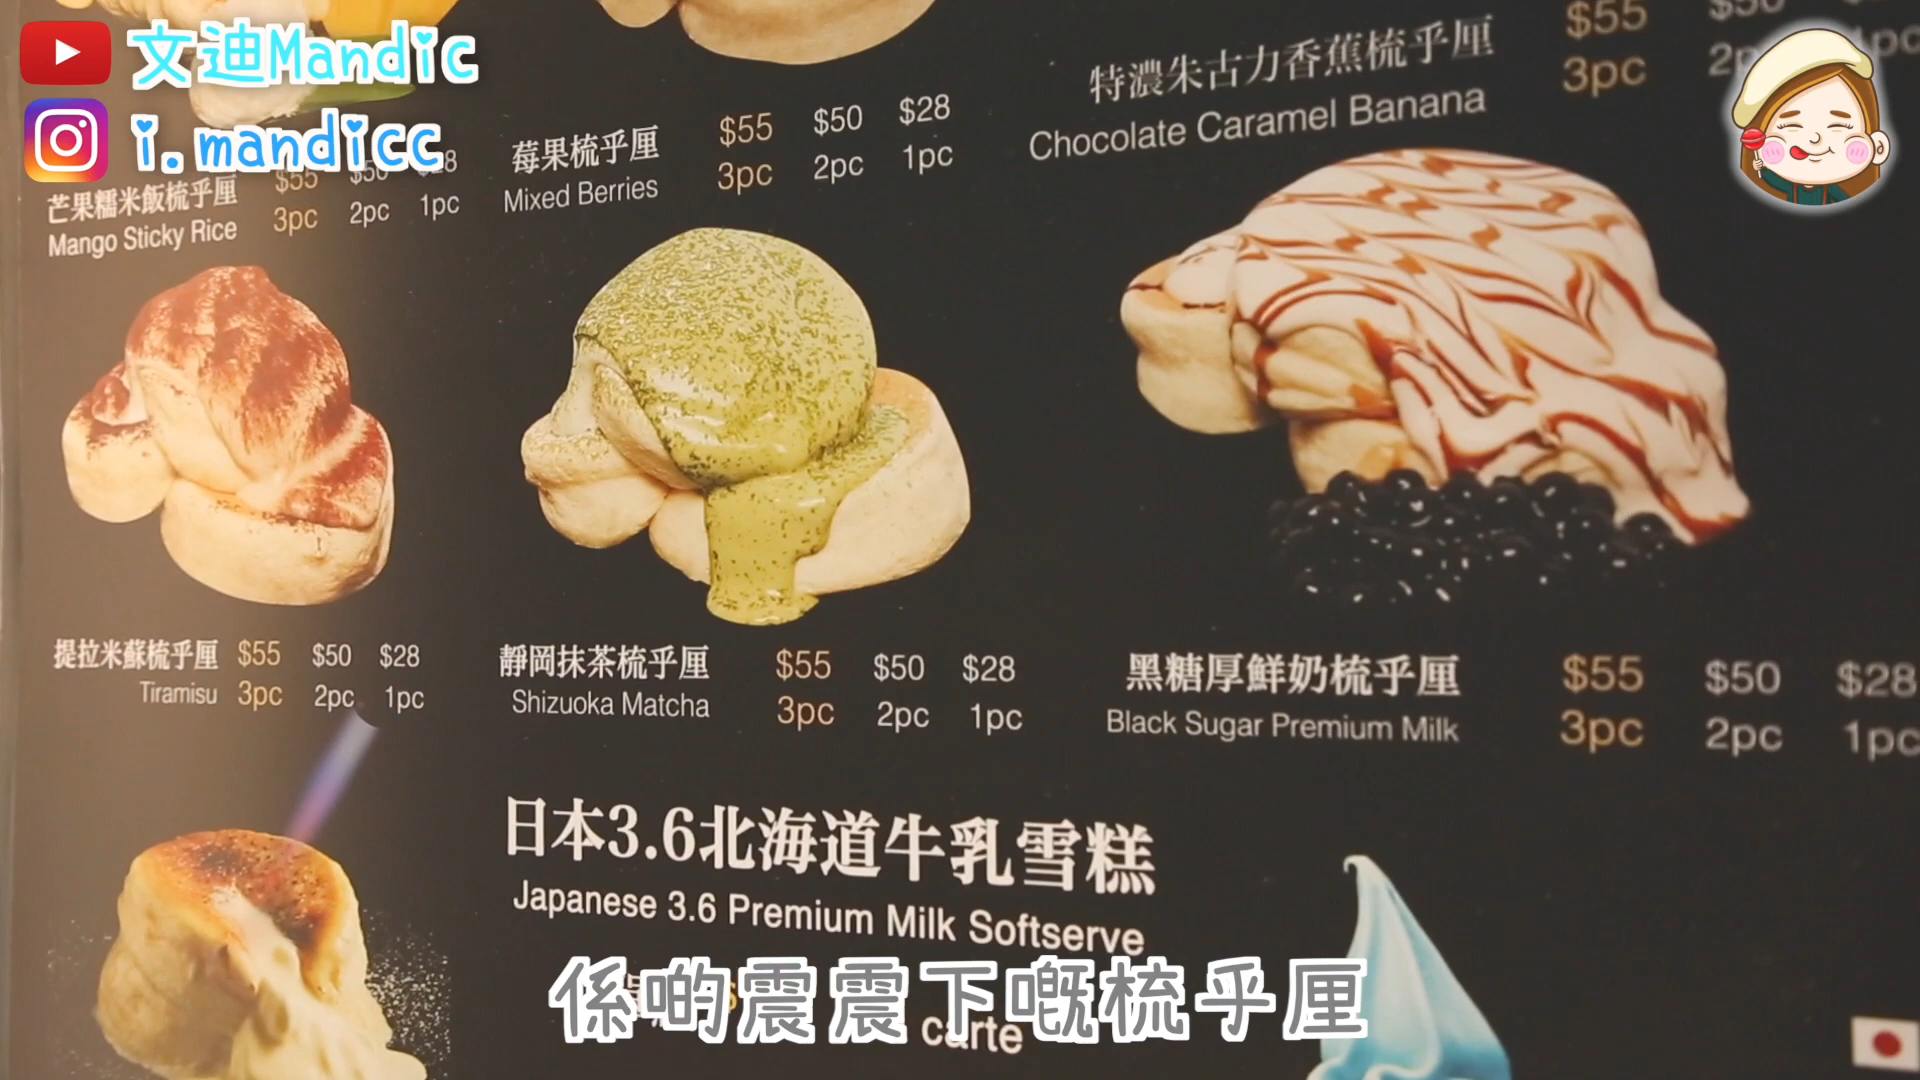 文迪Mandic
i.mandicc
芒果糯米飯梳乎厘 $55 $50
Mango Sticky Rice 3pc 2pc 1pc
莓果梳乎厘 $55 $50 $28
Mixed Berries 3pc 2pc 1pc
特濃朱古力香蕉梳乎厘 $55 $50
Chocolate Caramel Banana 3pc
提拉米蘇梳乎厘 $55 $50 $28
Tiramisu 3pc 2pc 1pc
靜岡抹茶梳乎厘 $55 $50 $28
Shizuoka Matcha 3pc 2pc 1pc
黑糖厚鮮奶梳乎厘 $55 $50 $28
Black Sugar Premium Milk 3pc 2pc 1pc
日本3.6北海道牛乳雪糕
Japanese 3.6 Premium Milk Softserve
carte
係啲震震下嘅梳乎厘